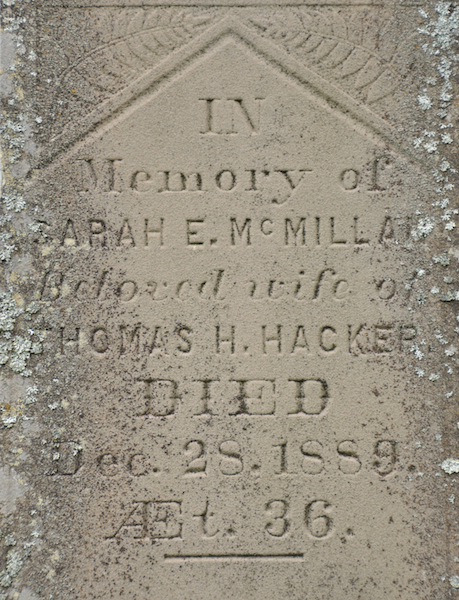 IN
Memory of
SARAH E. McMILLAN
Beloved wife of
THOMAS H. HACKER
DIED
Dec. 28. 1889.
Æt. 36.